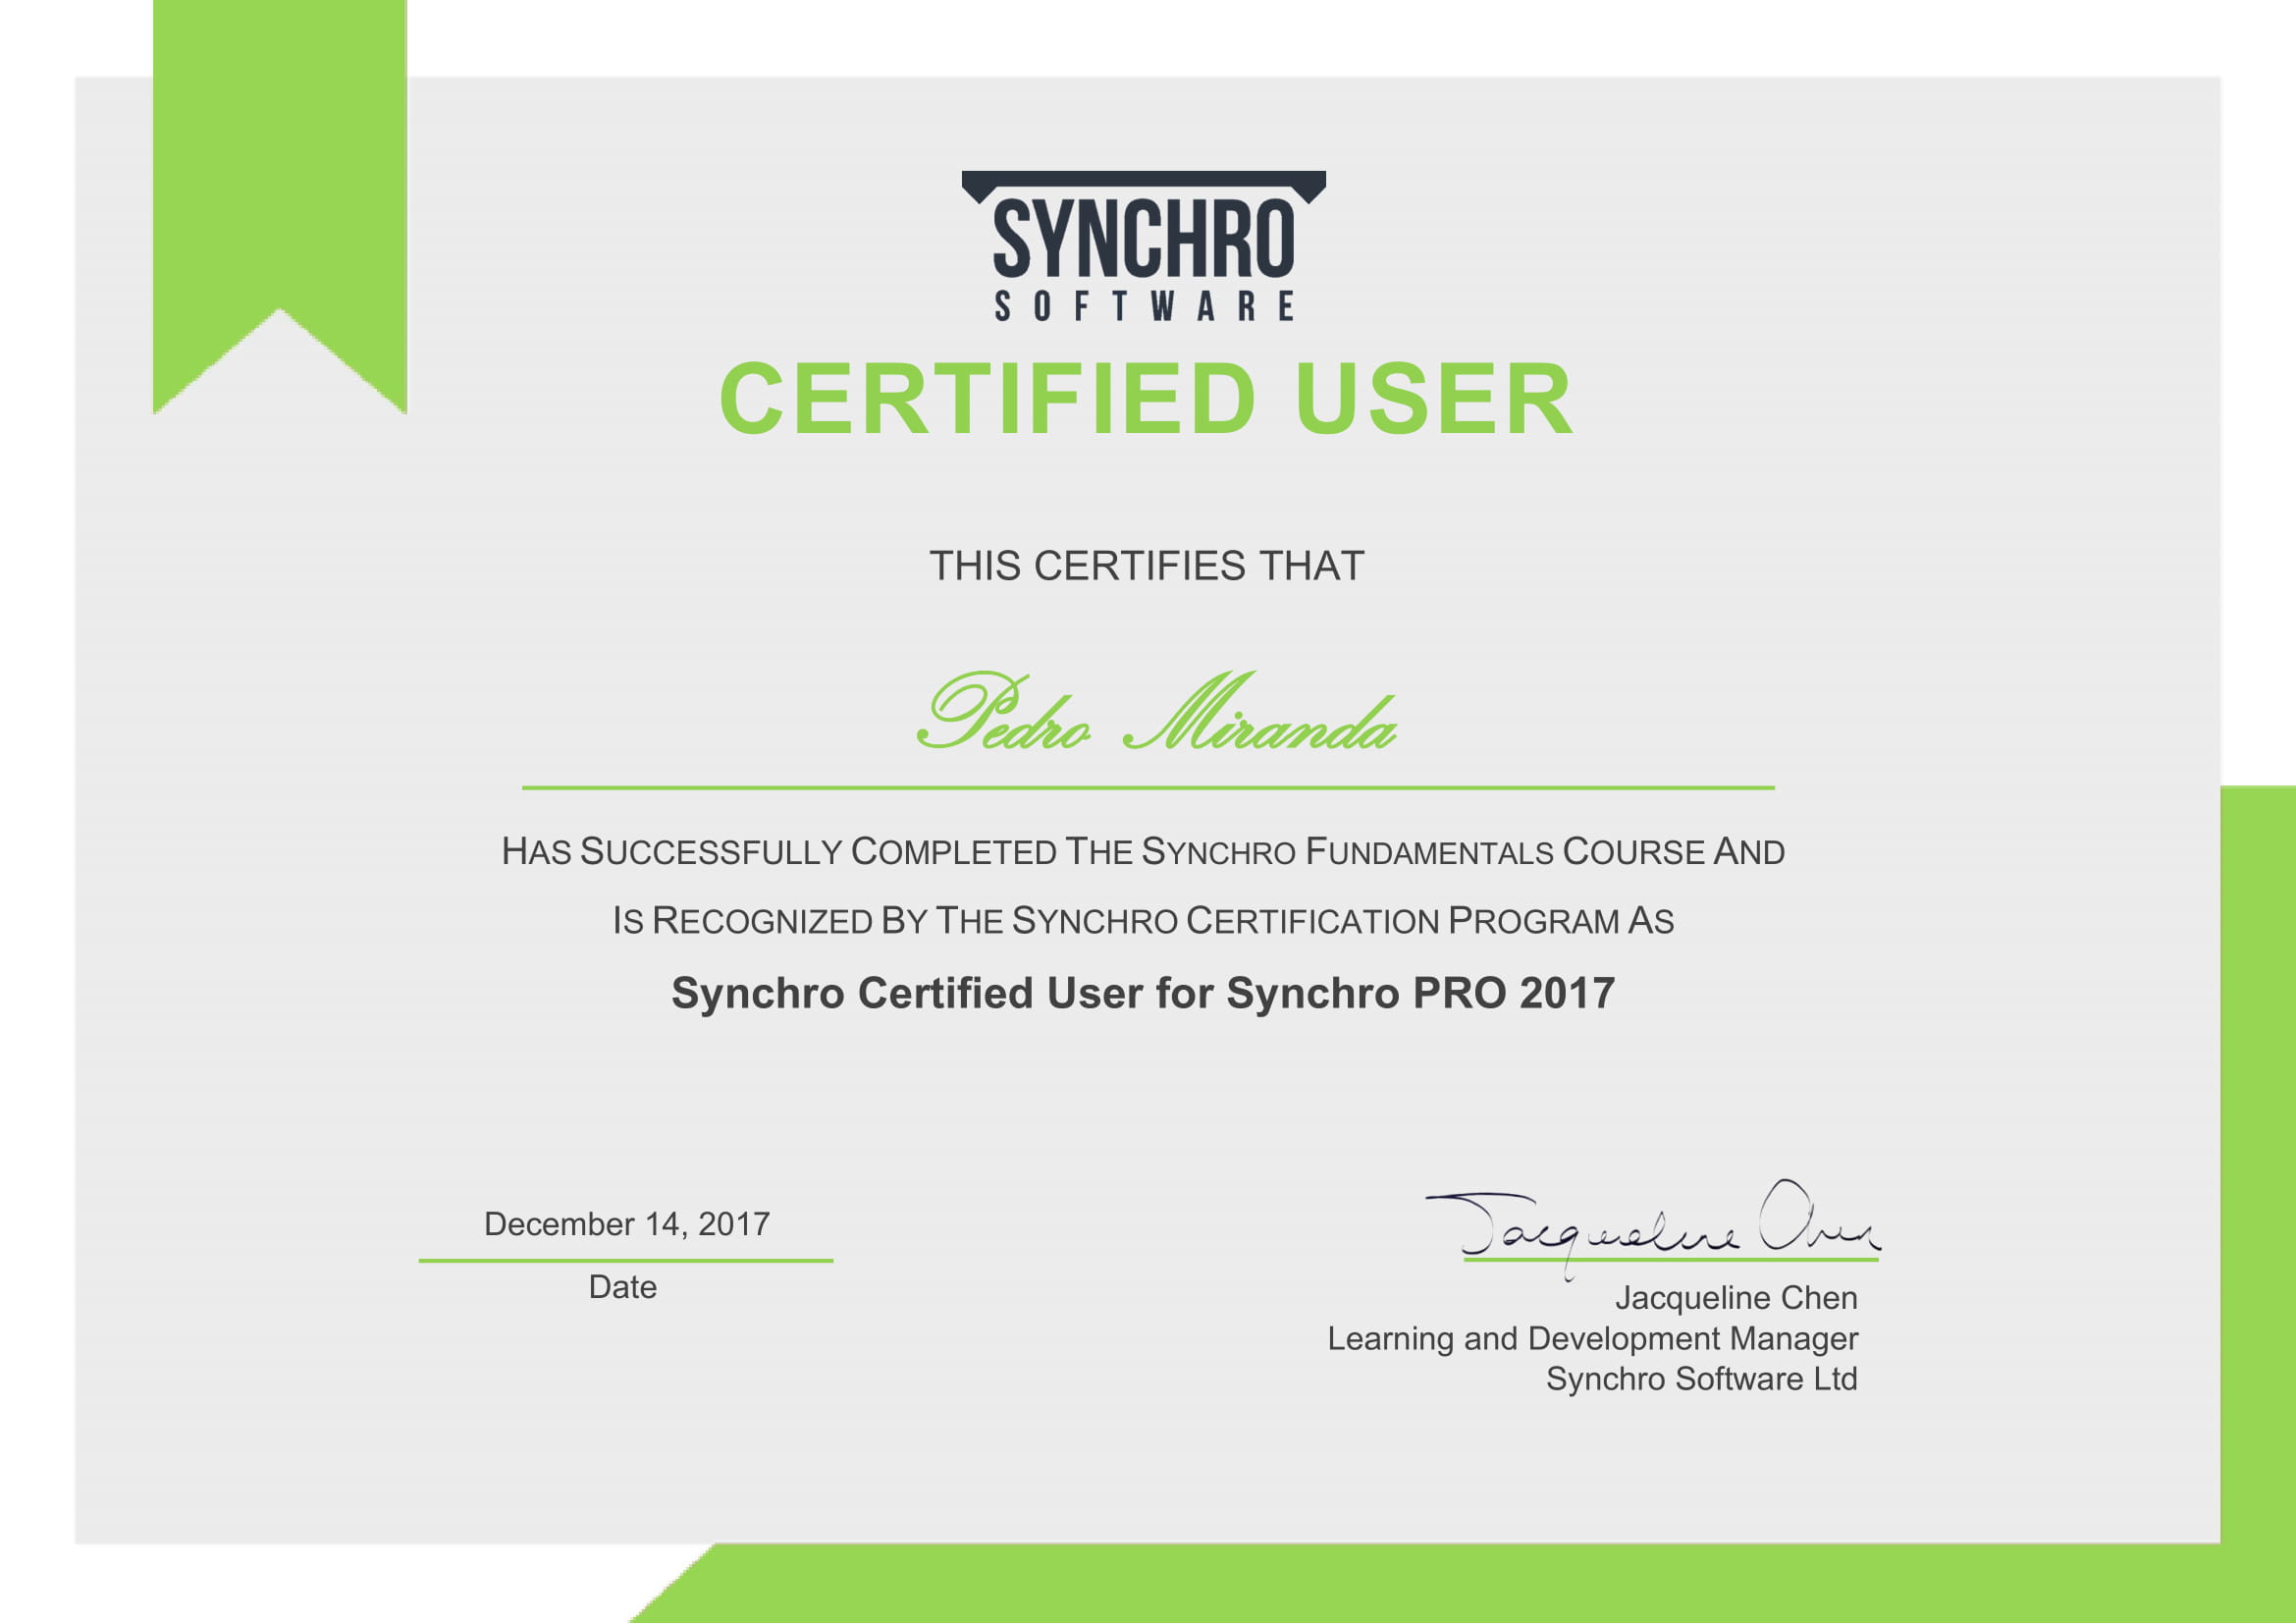 SYNCHRO
SOFTWARE
CERTIFIED USER
THIS CERTIFIES THAT
Pedro Miranda
HAS SUCCESSFULLY COMPLETED THE SYNCHRO FUNDAMENTALS COURSE AND
IS RECOGNIZED BY THE SYNCHRO CERTIFICATION PROGRAM AS
Synchro Certified User for Synchro PRO 2017
December 14, 2017
Date
Jacqueline Chen
Jacqueline Chen
Learning and Development Manager
Synchro Software Ltd